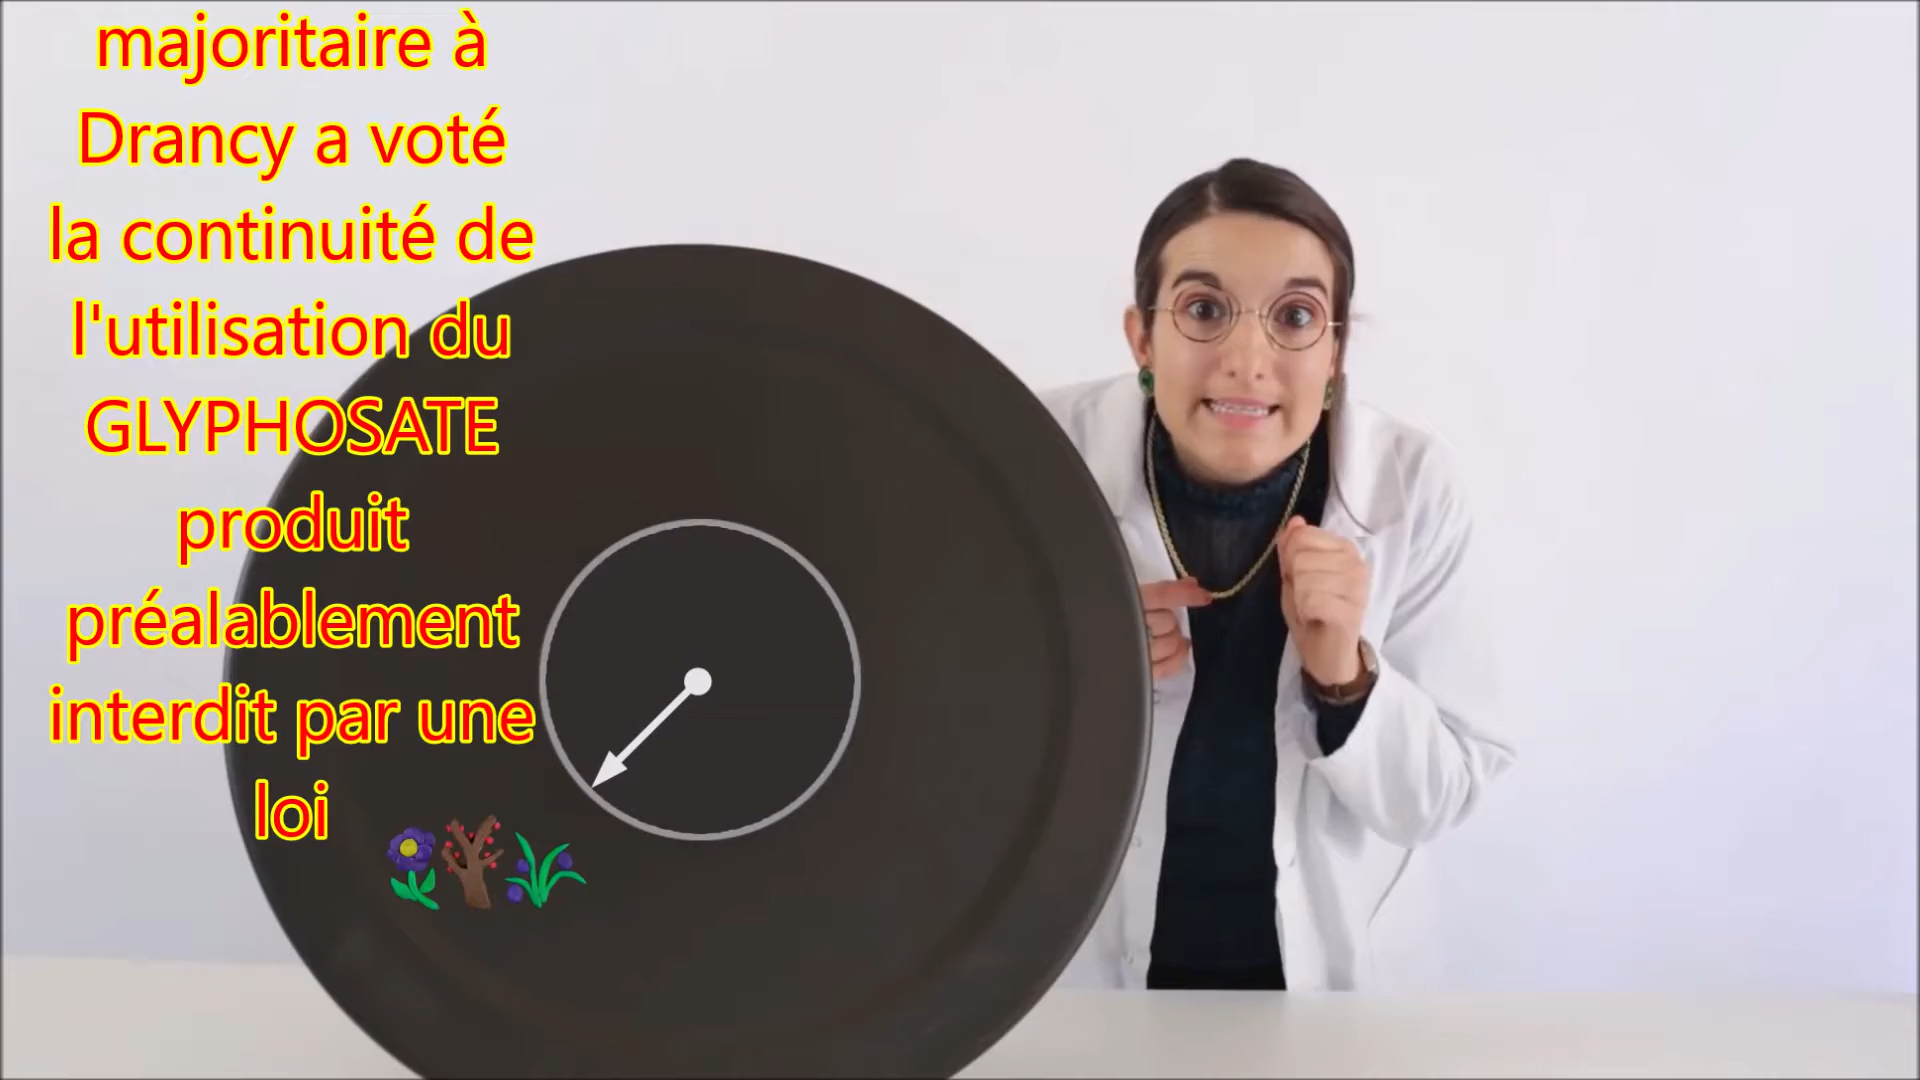 majoritaire à
Drancy a voté
la continuité de
l'utilisation du
GLYPHOSATE
produit
préalablement
interdit par une
loi